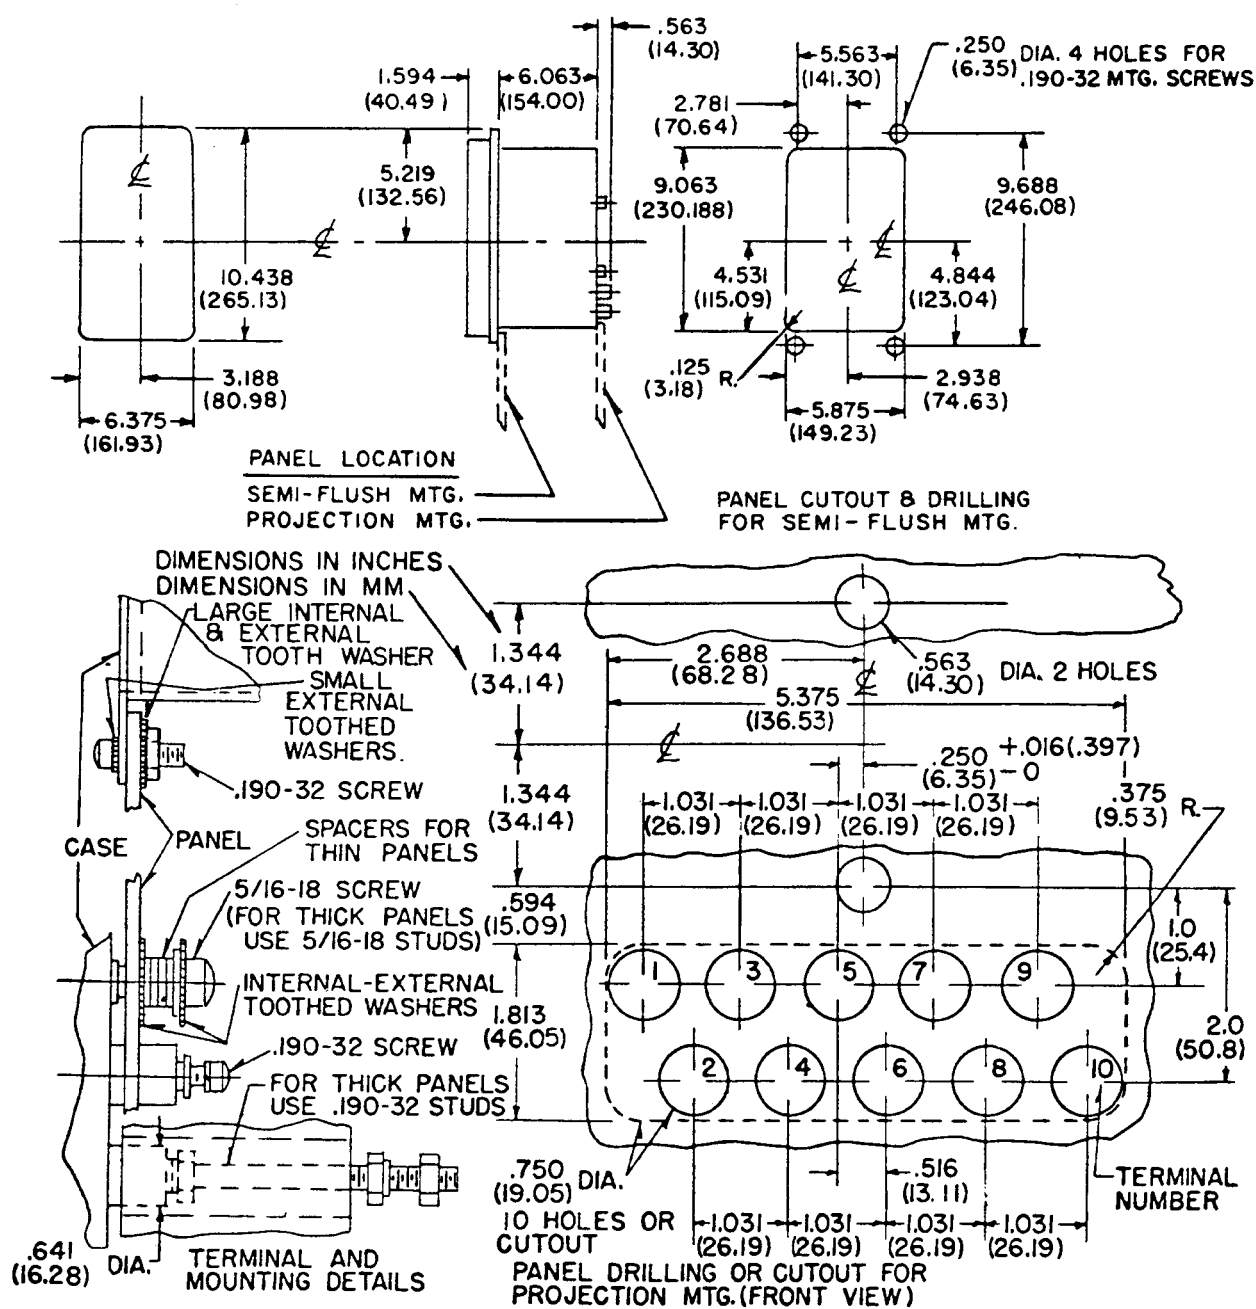 .563
(14.30)
1.594
(40.49)
6.063
(154.00)
5.563
(141.30)
.250
(6.35)
DIA. 4 HOLES FOR
.190-32 MTG. SCREWS
2.781
(70.64)
5.219
(132.56)
9.063
(230.188)
9.688
(246.08)
10.438
(265.13)
4.531
(115.09)
4.844
(123.04)
3.188
(80.98)
.125
(3.18) R.
2.938
(74.63)
6.375
(161.93)
5.875
(149.23)
PANEL LOCATION
SEMI-FLUSH MTG.
PROJECTION MTG.
PANEL CUTOUT & DRILLING
FOR SEMI-FLUSH MTG.
DIMENSIONS IN INCHES
DIMENSIONS IN MM
LARGE INTERNAL
& EXTERNAL
TOOTH WASHER
SMALL
EXTERNAL
TOOTHED
WASHERS.
.190-32 SCREW
CASE
PANEL
SPACERS FOR
THIN PANELS
5/16-18 SCREW
(FOR THICK PANELS
USE 5/16-18 STUDS)
INTERNAL-EXTERNAL
TOOTHED WASHERS
.190-32 SCREW
FOR THICK PANELS
USE .190-32 STUDS
.641
(16.28) DIA.
TERMINAL AND
MOUNTING DETAILS
1.344
(34.14)
2.688
(68.28)
.563
(14.30) DIA. 2 HOLES
5.375
(136.53)
.250 +.016(.397)
(6.35) -0
1.344
(34.14)
1.031 1.031 1.031 1.031
(26.19) (26.19) (26.19) (26.19)
.375
(9.53) R.
.594
(15.09)
1.0
(25.4)
1 3 5 7 9
1.813
(46.05)
2.0
(50.8)
2 4 6 8 10
.750
(19.05) DIA.
10 HOLES OR
CUTOUT
.516
(13.11)
TERMINAL
NUMBER
1.031 1.031 1.031 1.031
(26.19) (26.19) (26.19) (26.19)
PANEL DRILLING OR CUTOUT FOR
PROJECTION MTG. (FRONT VIEW)